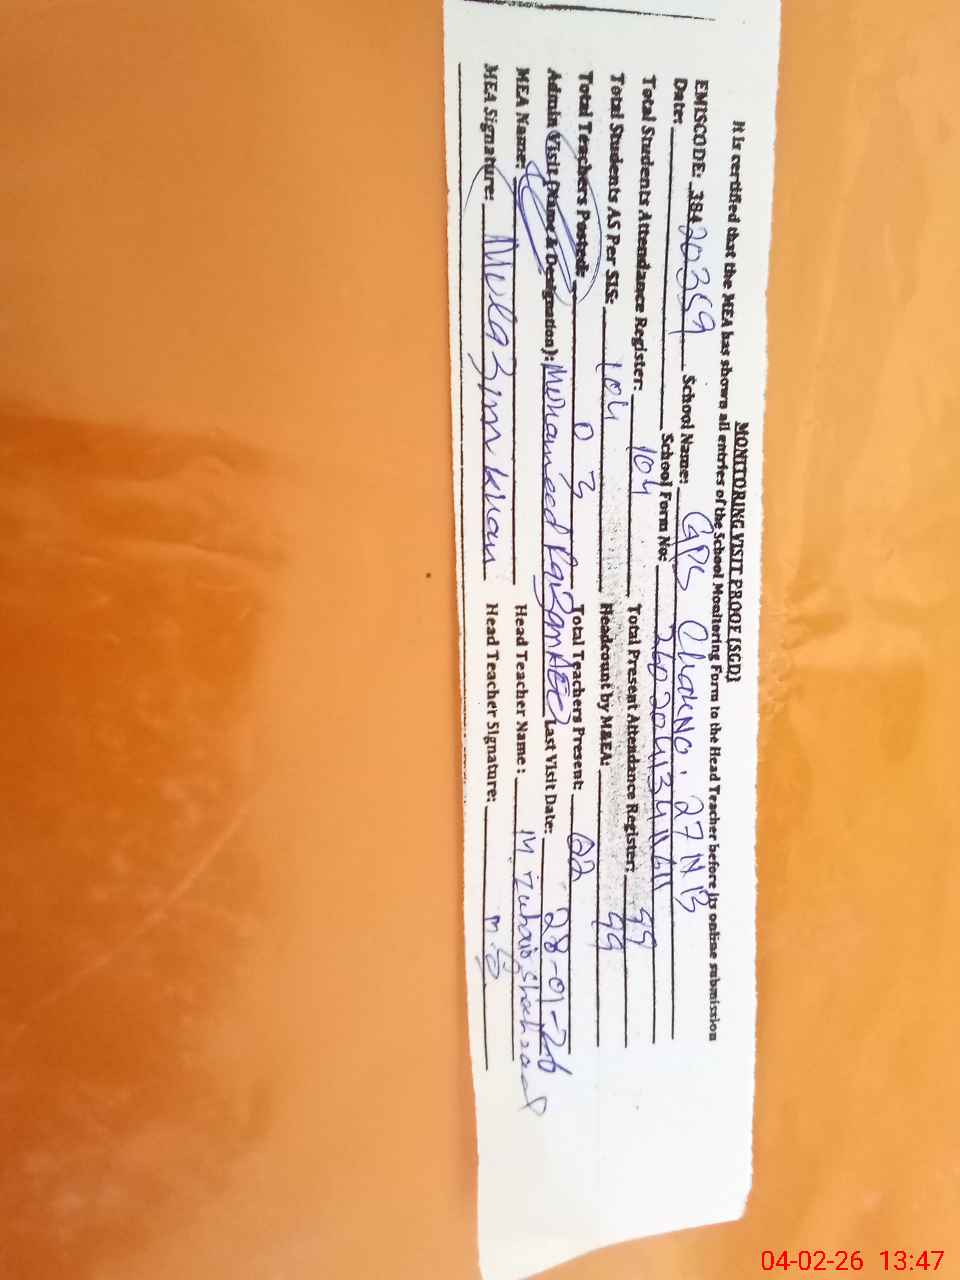 MONITORING VISIT PROOF (SGD)
It is certified that the MEA has shown all entries of the School Monitoring Form to the Head Teacher before its online submission
EMISCODE: 38420359 School Name: GPS Chak No. 27 NB
Date: School Form No:
Total Students Attendance Register: 104 Total Present Attendance Register: 99
Total Students AS Per SIS: 104 Headcount by M&EA: 99
Total Teachers Posted: 03 Total Teachers Present: 02
Admin Visit (Name & Designation): Muhammad AEO Last Visit Date: 28-01-26
MEA Name: Head Teacher Name: M. Zubair Shahzad
MEA Signature: Mulazim Khan Head Teacher Signature:
04-02-26 13:47